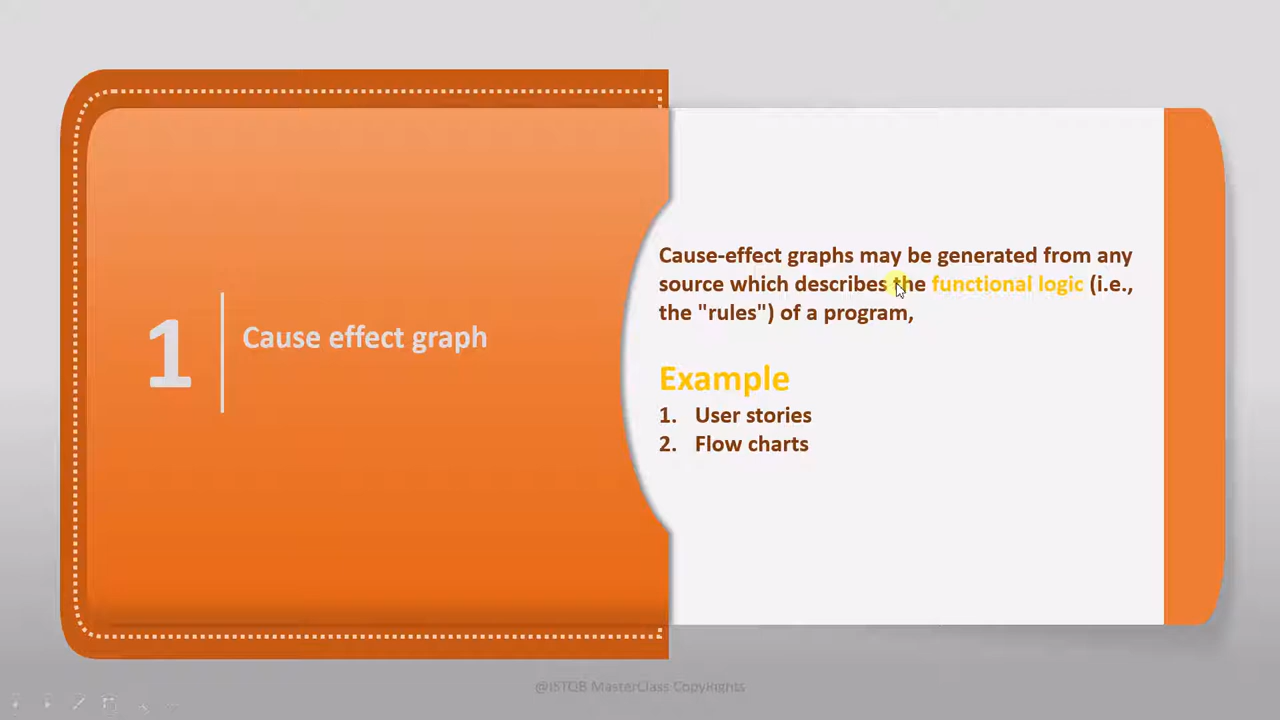 1
Cause effect graph
Cause-effect graphs may be generated from any
source which describes the functional logic (i.e.,
the "rules") of a program,
Example
1. User stories
2. Flow charts
@ISTQB MasterClass CopyRights